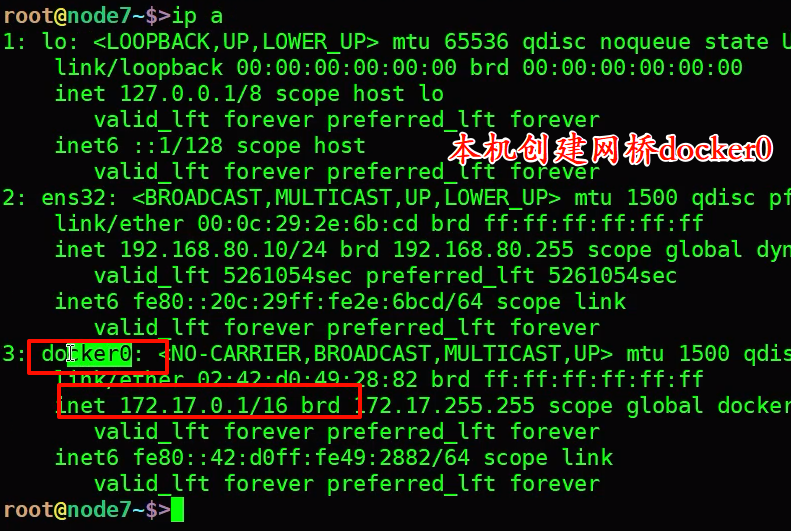 root@node7~$>ip a
1: lo: <LOOPBACK,UP,LOWER_UP> mtu 65536 qdisc noqueue state U
link/loopback 00:00:00:00:00:00 brd 00:00:00:00:00:00
inet 127.0.0.1/8 scope host lo
valid_lft forever preferred_lft forever
inet6 ::1/128 scope host
本机创建网桥docker0
valid_lft forever preferred_lft forever
2: ens32: <BROADCAST,MULTICAST,UP,LOWER_UP> mtu 1500 qdisc pf
link/ether 00:0c:29:2e:6b:cd brd ff:ff:ff:ff:ff:ff
inet 192.168.80.10/24 brd 192.168.80.255 scope global dyn
valid_lft 5261054sec preferred_lft 5261054sec
inet6 fe80::20c:29ff:fe2e:6bcd/64 scope link
valid_lft forever preferred_lft forever
3: docker0: <NO-CARRIER,BROADCAST,MULTICAST,UP> mtu 1500 qdis
link/ether 02:42:d0:49:28:82 brd ff:ff:ff:ff:ff:ff
inet 172.17.0.1/16 brd 172.17.255.255 scope global docker
valid_lft forever preferred_lft forever
inet6 fe80::42:d0ff:fe49:2882/64 scope link
valid_lft forever preferred_lft forever
root@node7~$>